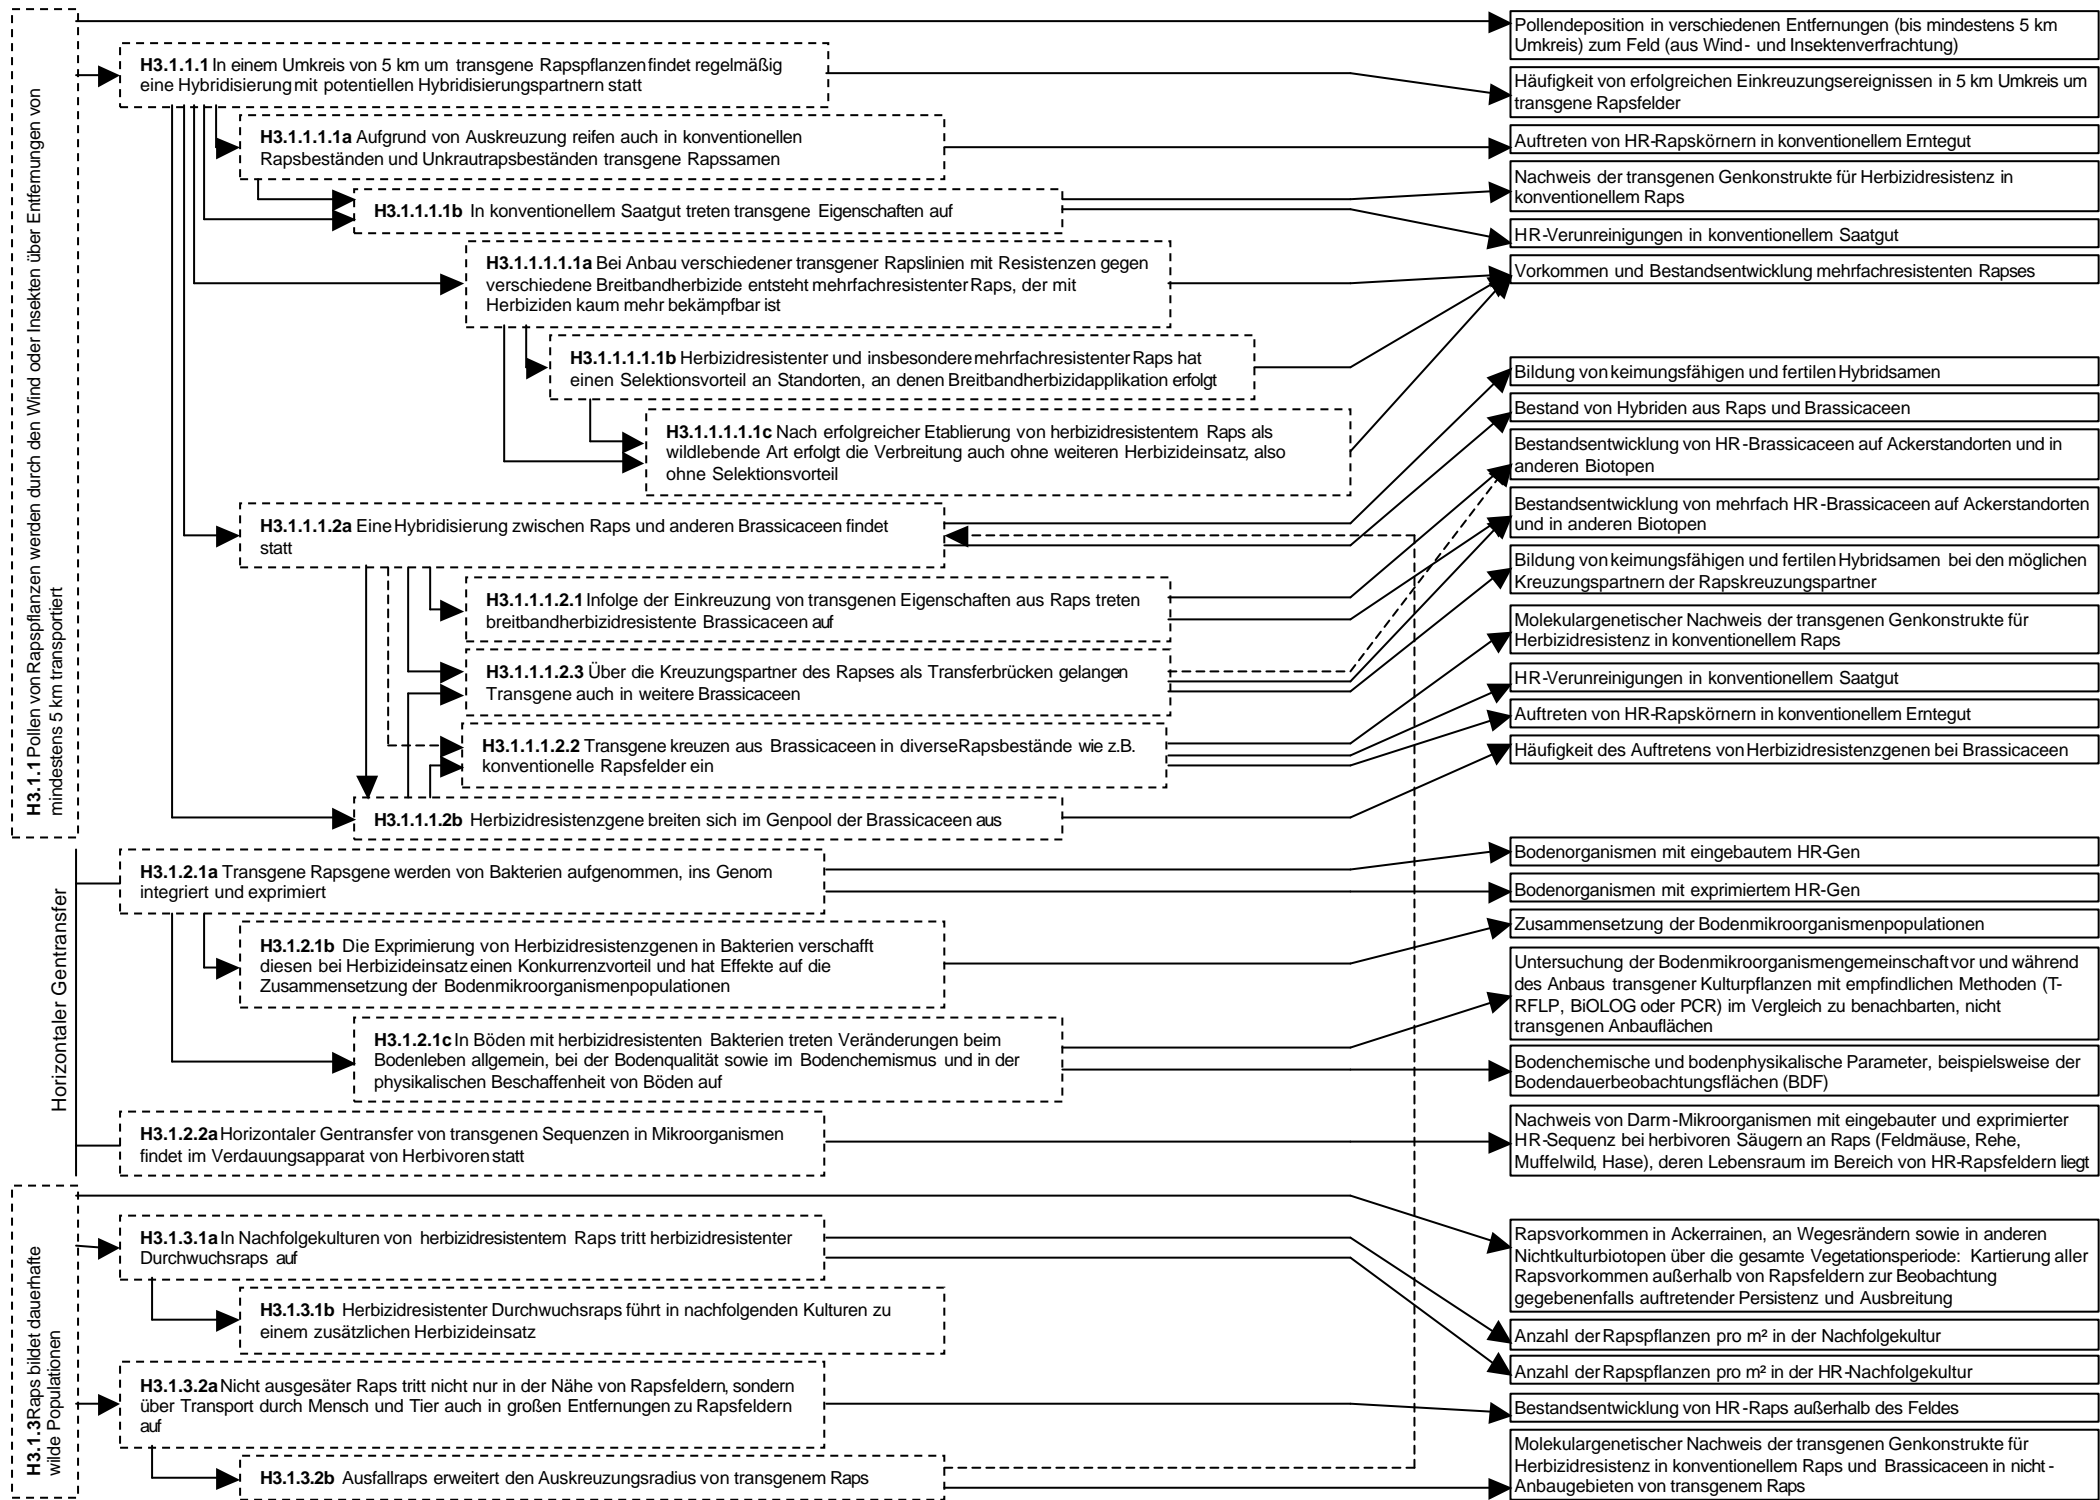 H3.1.1 Pollen von Rapspflanzen werden durch den Wind oder Insekten über Entfernungen von
mindestens 5 km transportiert
H3.1.1.1 In einem Umkreis von 5 km um transgene Rapspflanzen findet regelmäßig
eine Hybridisierung mit potentiellen Hybridisierungspartnern statt
H3.1.1.1.1a Aufgrund von Auskreuzung reifen auch in konventionellen
Rapsbeständen und Unkrautrapsbeständen transgene Rapssamen
H3.1.1.1.1b In konventionellem Saatgut treten transgene Eigenschaften auf
H3.1.1.1.1.1a Bei Anbau verschiedener transgener Rapslinien mit Resistenzen gegen
verschiedene Breitbandherbizide entsteht mehrfachresistenter Raps, der mit
Herbiziden kaum mehr bekämpfbar ist
H3.1.1.1.1.1b Herbizidresistenter und insbesondere mehrfachresistenter Raps hat
einen Selektionsvorteil an Standorten, an denen Breitbandherbizidapplikation erfolgt
H3.1.1.1.1.1c Nach erfolgreicher Etablierung von herbizidresistentem Raps als
wildlebende Art erfolgt die Verbreitung auch ohne weiteren Herbizideinsatz, also
ohne Selektionsvorteil
H3.1.1.1.2a Eine Hybridisierung zwischen Raps und anderen Brassicaceen findet
statt
H3.1.1.1.2.1 Infolge der Einkreuzung von transgenen Eigenschaften aus Raps treten
breitbandherbizidresistente Brassicaceen auf
H3.1.1.1.2.3 Über die Kreuzungspartner des Rapses als Transferbrücken gelangen
Transgene auch in weitere Brassicaceen
H3.1.1.1.2.2 Transgene kreuzen aus Brassicaceen in diverse Rapsbestände wie z.B.
konventionelle Rapsfelder ein
H3.1.1.1.2b Herbizidresistenzgene breiten sich im Genpool der Brassicaceen aus
Horizontaler Gentransfer
H3.1.2.1a Transgene Rapsgene werden von Bakterien aufgenommen, ins Genom
integriert und exprimiert
H3.1.2.1b Die Exprimierung von Herbizidresistenzgenen in Bakterien verschafft
diesen bei Herbizideinsatz einen Konkurrenzvorteil und hat Effekte auf die
Zusammensetzung der Bodenmikroorganismenpopulationen
H3.1.2.1c In Böden mit herbizidresistenten Bakterien treten Veränderungen beim
Bodenleben allgemein, bei der Bodenqualität sowie im Bodenchemismus und in der
physikalischen Beschaffenheit von Böden auf
H3.1.2.2a Horizontaler Gentransfer von transgenen Sequenzen in Mikroorganismen
findet im Verdauungsapparat von Herbivoren statt
H3.1.3 Raps bildet dauerhafte
wilde Populationen
H3.1.3.1a In Nachfolgekulturen von herbizidresistentem Raps tritt herbizidresistenter
Durchwuchsraps auf
H3.1.3.1b Herbizidresistenter Durchwuchsraps führt in nachfolgenden Kulturen zu
einem zusätzlichen Herbizideinsatz
H3.1.3.2a Nicht ausgesäter Raps tritt nicht nur in der Nähe von Rapsfeldern, sondern
über Transport durch Mensch und Tier auch in großen Entfernungen zu Rapsfeldern
auf
H3.1.3.2b Ausfallraps erweitert den Auskreuzungsradius von transgenem Raps
Pollendeposition in verschiedenen Entfernungen (bis mindestens 5 km
Umkreis) zum Feld (aus Wind- und Insektenverfrachtung)
Häufigkeit von erfolgreichen Einkreuzungsereignissen in 5 km Umkreis um
transgene Rapsfelder
Auftreten von HR-Rapskörnern in konventionellem Erntegut
Nachweis der transgenen Genkonstrukte für Herbizidresistenz in
konventionellem Raps
HR-Verunreinigungen in konventionellem Saatgut
Vorkommen und Bestandsentwicklung mehrfachresistenten Rapses
Bildung von keimungsfähigen und fertilen Hybridsamen
Bestand von Hybriden aus Raps und Brassicaceen
Bestandsentwicklung von HR-Brassicaceen auf Ackerstandorten und in
anderen Biotopen
Bestandsentwicklung von mehrfach HR-Brassicaceen auf Ackerstandorten
und in anderen Biotopen
Bildung von keimungsfähigen und fertilen Hybridsamen bei den möglichen
Kreuzungspartnern der Rapskreuzungspartner
Molekulargenetischer Nachweis der transgenen Genkonstrukte für
Herbizidresistenz in konventionellem Raps
HR-Verunreinigungen in konventionellem Saatgut
Auftreten von HR-Rapskörnern in konventionellem Erntegut
Häufigkeit des Auftretens von Herbizidresistenzgenen bei Brassicaceen
Bodenorganismen mit eingebautem HR-Gen
Bodenorganismen mit exprimiertem HR-Gen
Zusammensetzung der Bodenmikroorganismenpopulationen
Untersuchung der Bodenmikroorganismengemeinschaft vor und während
des Anbaus transgener Kulturpflanzen mit empfindlichen Methoden (T-
RFLP, BiOLOG oder PCR) im Vergleich zu benachbarten, nicht
transgenen Anbauflächen
Bodenchemische und bodenphysikalische Parameter, beispielsweise der
Bodendauerbeobachtungsflächen (BDF)
Nachweis von Darm-Mikroorganismen mit eingebauter und exprimierter
HR-Sequenz bei herbivoren Säugern an Raps (Feldmäuse, Rehe,
Muffelwild, Hase), deren Lebensraum im Bereich von HR-Rapsfeldern liegt
Rapsvorkommen in Ackerrainen, an Wegesrändern sowie in anderen
Nichtkulturbiotopen über die gesamte Vegetationsperiode: Kartierung aller
Rapsvorkommen außerhalb von Rapsfeldern zur Beobachtung
gegebenenfalls auftretender Persistenz und Ausbreitung
Anzahl der Rapspflanzen pro m² in der Nachfolgekultur
Anzahl der Rapspflanzen pro m² in der HR-Nachfolgekultur
Bestandsentwicklung von HR-Raps außerhalb des Feldes
Molekulargenetischer Nachweis der transgenen Genkonstrukte für
Herbizidresistenz in konventionellem Raps und Brassicaceen in nicht-
Anbaugebieten von transgenem Raps